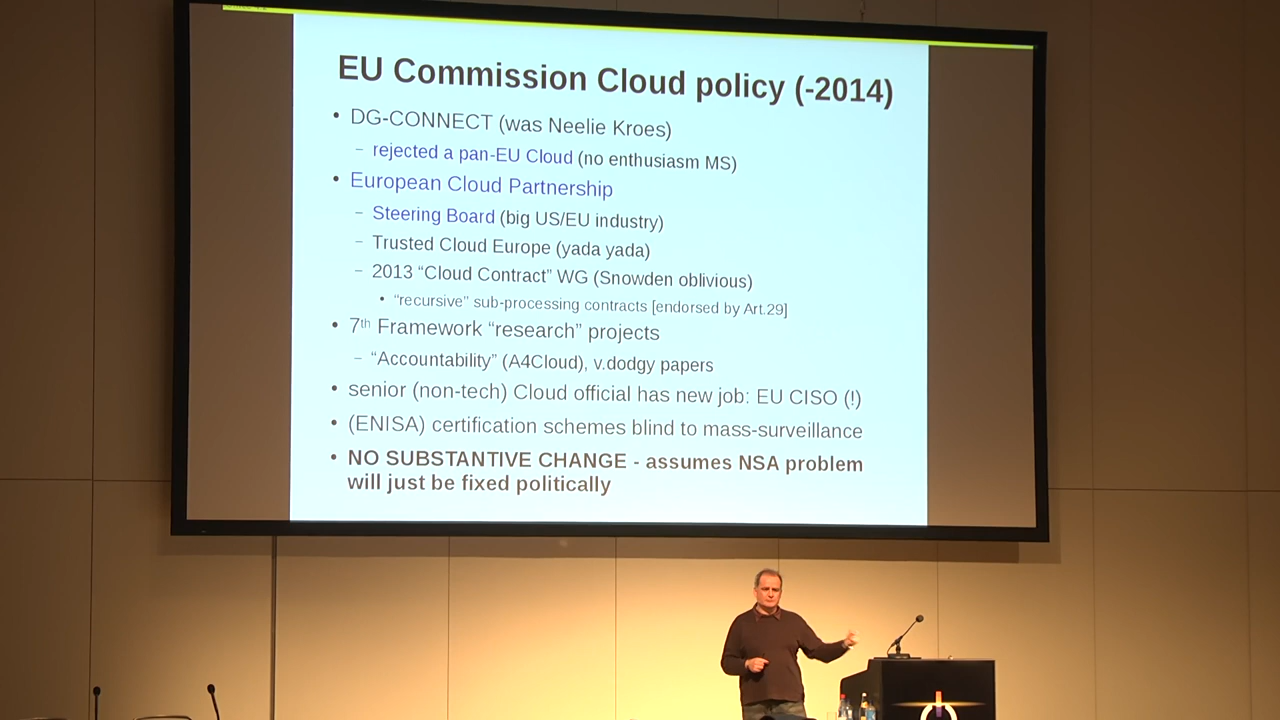 EU Commission Cloud policy (-2014)
• DG-CONNECT (was Neelie Kroes)
– rejected a pan-EU Cloud (no enthusiasm MS)
• European Cloud Partnership
– Steering Board (big US/EU industry)
– Trusted Cloud Europe (yada yada)
– 2013 “Cloud Contract” WG (Snowden oblivious)
• “recursive” sub-processing contracts [endorsed by Art.29]
• 7th Framework “research” projects
– “Accountability” (A4Cloud), v.dodgy papers
• senior (non-tech) Cloud official has new job: EU CISO (!)
• (ENISA) certification schemes blind to mass-surveillance
• NO SUBSTANTIVE CHANGE - assumes NSA problem
will just be fixed politically